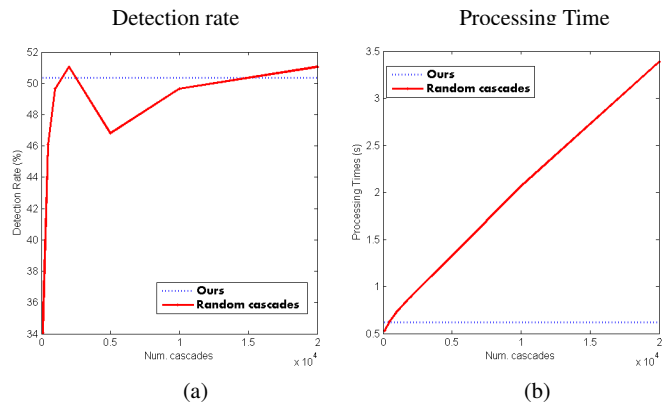 Detection rate
52
50
48
46
44
42
40
38
36
34
Detection Rate (%)
Ours
Random cascades
0
0.5
1
1.5
2
Num. cascades
x 10^4
(a)
Processing Time
3.5
3
2.5
2
1.5
1
0.5
Processing Times (s)
Ours
Random cascades
0
0.5
1
1.5
2
Num. cascades
x 10^4
(b)